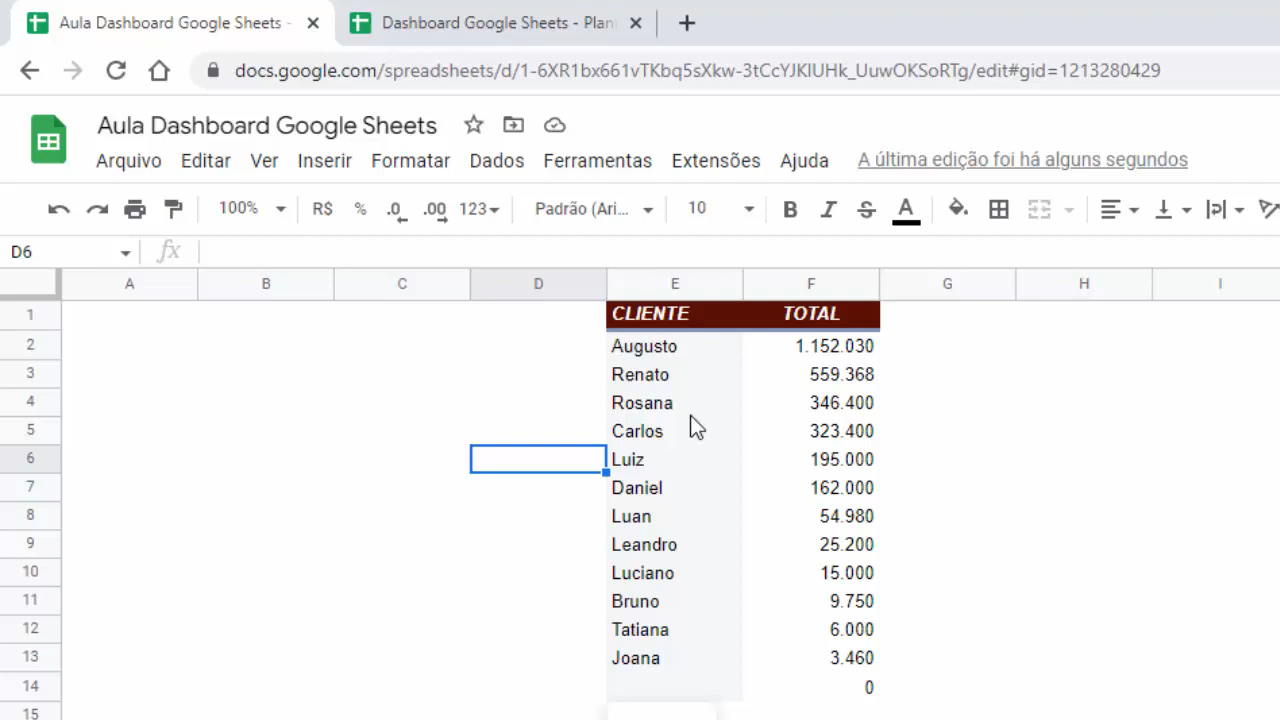 Aula Dashboard Google Sheets -
Dashboard Google Sheets - Plan
docs.google.com/spreadsheets/d/1-6XR1bx661vTKbq5sXkw-3tCcYJKIUHk_UuwOKSoRTg/edit#gid=1213280429
Aula Dashboard Google Sheets
Arquivo Editar Ver Inserir Formatar Dados Ferramentas Extensões Ajuda A última edição foi há alguns segundos
100% R$ % .0 .00 123 Padrão (Ari... 10 B I S A
D6 fx
A B C D E F G H I
1 CLIENTE TOTAL
2 Augusto 1.152.030
3 Renato 559.368
4 Rosana 346.400
5 Carlos 323.400
6 Luiz 195.000
7 Daniel 162.000
8 Luan 54.980
9 Leandro 25.200
10 Luciano 15.000
11 Bruno 9.750
12 Tatiana 6.000
13 Joana 3.460
14 0
15